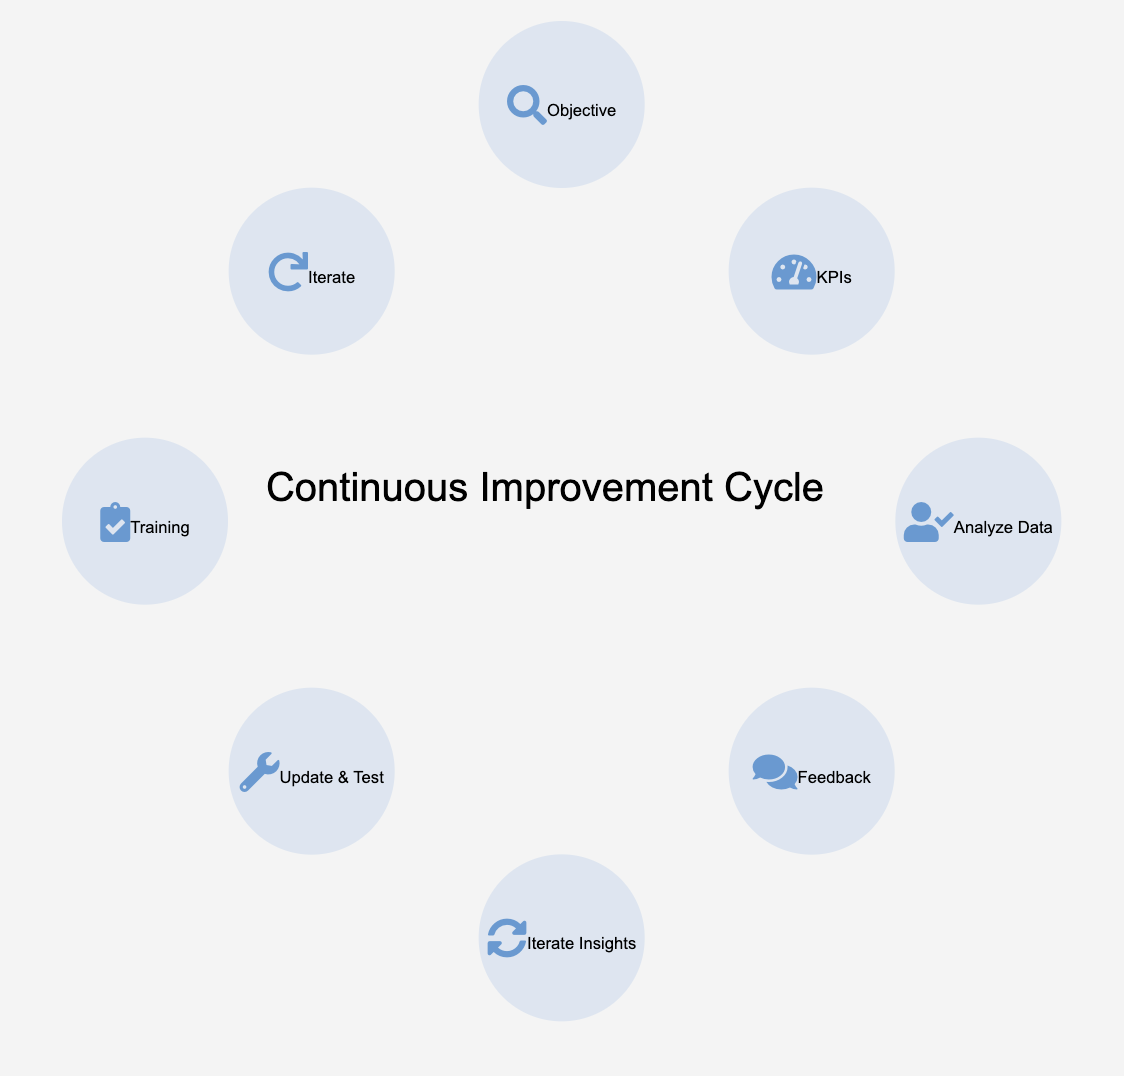 Objective
Iterate
KPIs
Continuous Improvement Cycle
Training
Analyze Data
Update & Test
Feedback
Iterate Insights